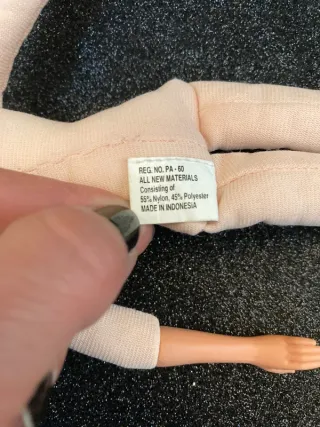 REG. NO. PA - 60
ALL NEW MATERIALS
Consisting of
55% Nylon, 45% Polyester
MADE IN INDONESIA